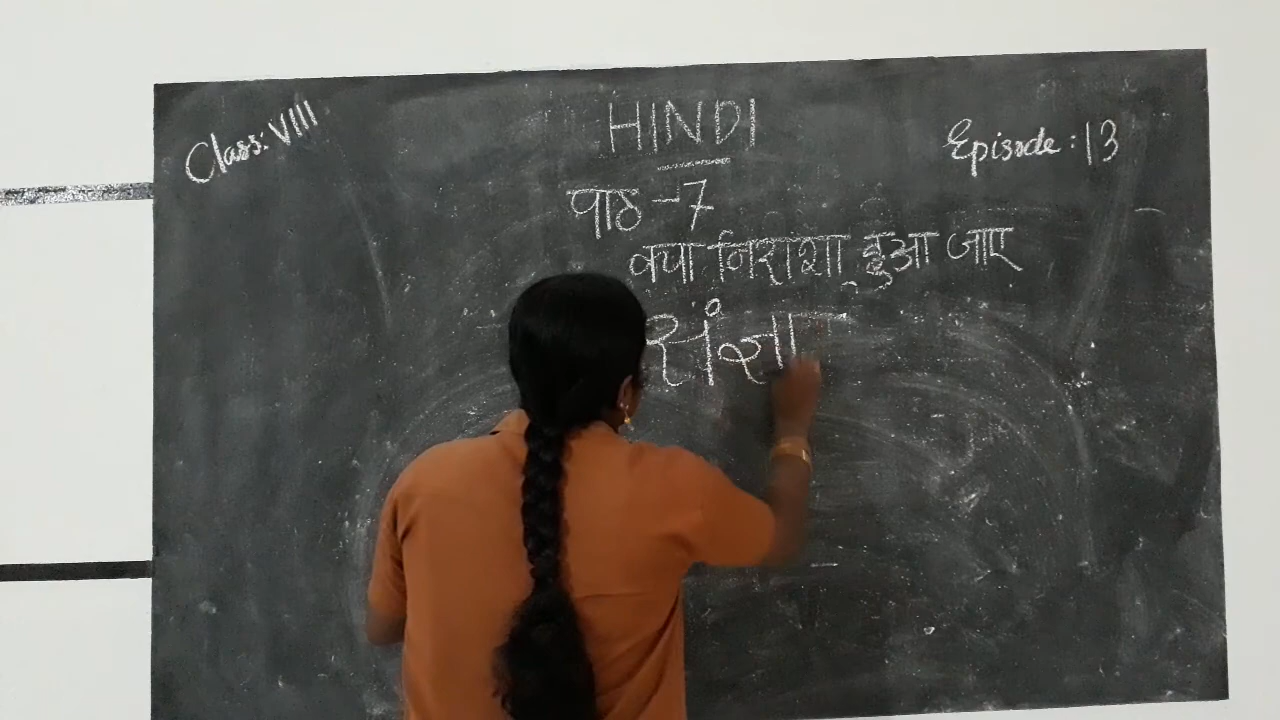 Class: VIII
HINDI
Episode: 13
पाठ -7
क्या निराशा हुआ जाए
संज्ञा